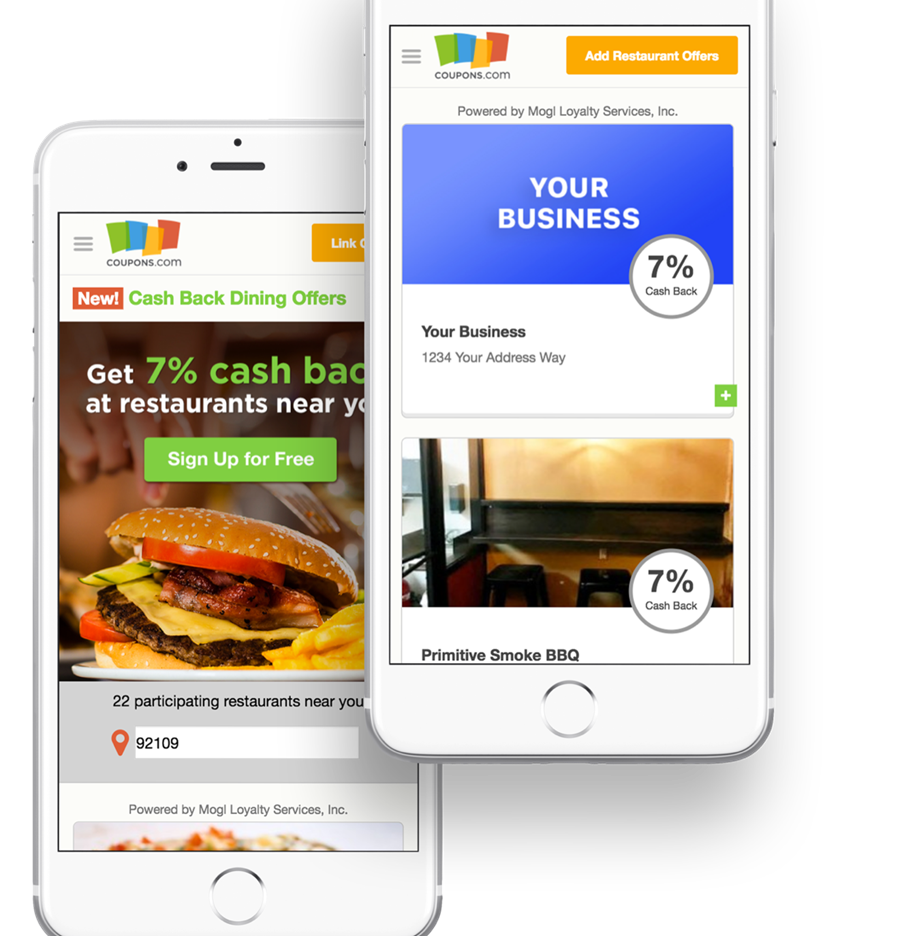 COUPONS.com
Link
New! Cash Back Dining Offers
Get 7% cash bac
at restaurants near yo
Sign Up for Free
22 participating restaurants near you
92109
Powered by Mogl Loyalty Services, Inc.
COUPONS.com
Add Restaurant Offers
Powered by Mogl Loyalty Services, Inc.
YOUR
BUSINESS
7%
Cash Back
Your Business
1234 Your Address Way
7%
Cash Back
Primitive Smoke BBQ